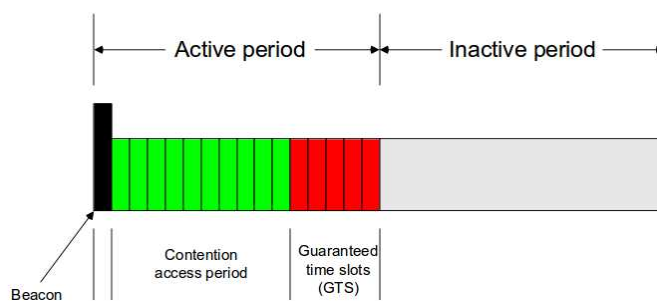 Active period
Inactive period
Contention
access period
Guaranteed
time slots
(GTS)
Beacon